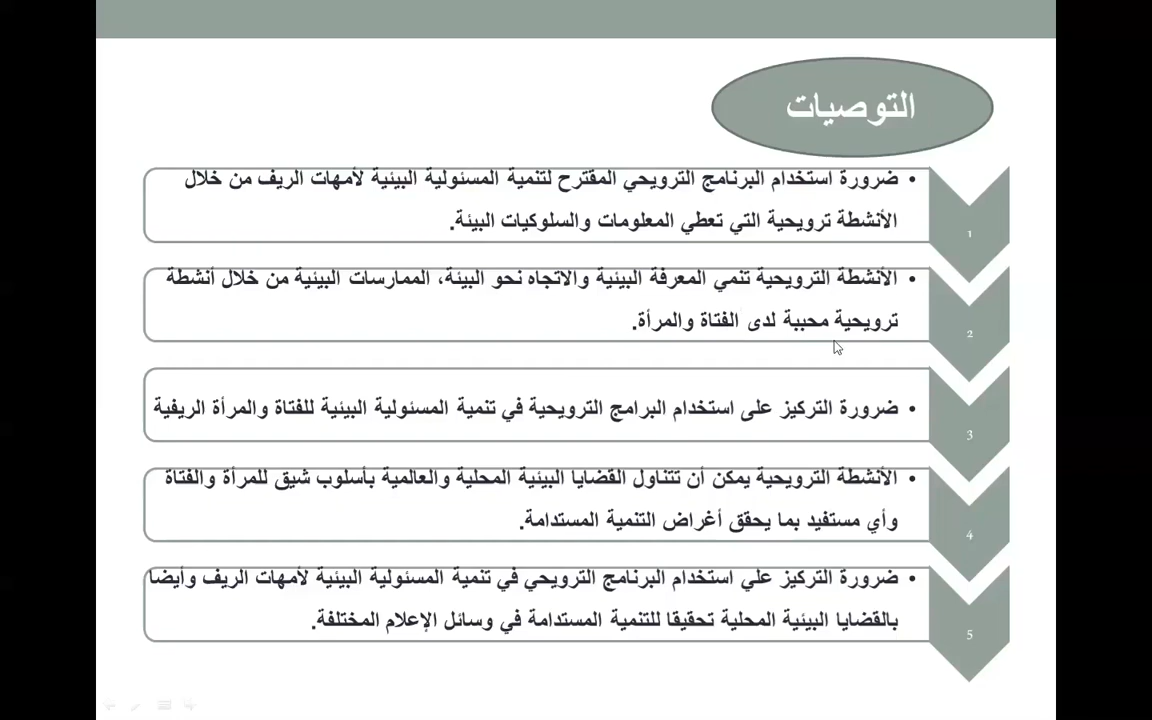 التوصيات
• ضرورة استخدام البرنامج الترويحي المقترح لتنمية المسئولية البيئية لأمهات الريف من خلال
الأنشطة ترويحية التي تعطي المعلومات والسلوكيات البيئة.
1
• الأنشطة الترويحية تنمي المعرفة البيئية والاتجاه نحو البيئة، الممارسات البيئية من خلال أنشطة
ترويحية محببة لدى الفتاة والمرأة.
2
• ضرورة التركيز على استخدام البرامج الترويحية في تنمية المسئولية البيئية للفتاة والمرأة الريفية
3
• الأنشطة الترويحية يمكن أن تتناول القضايا البيئية المحلية والعالمية بأسلوب شيق للمرأة والفتاة
وأي مستفيد بما يحقق أغراض التنمية المستدامة.
4
• ضرورة التركيز علي استخدام البرنامج الترويحي في تنمية المسئولية البيئية لأمهات الريف وأيضا
بالقضايا البيئية المحلية تحقيقا للتنمية المستدامة في وسائل الإعلام المختلفة.
5